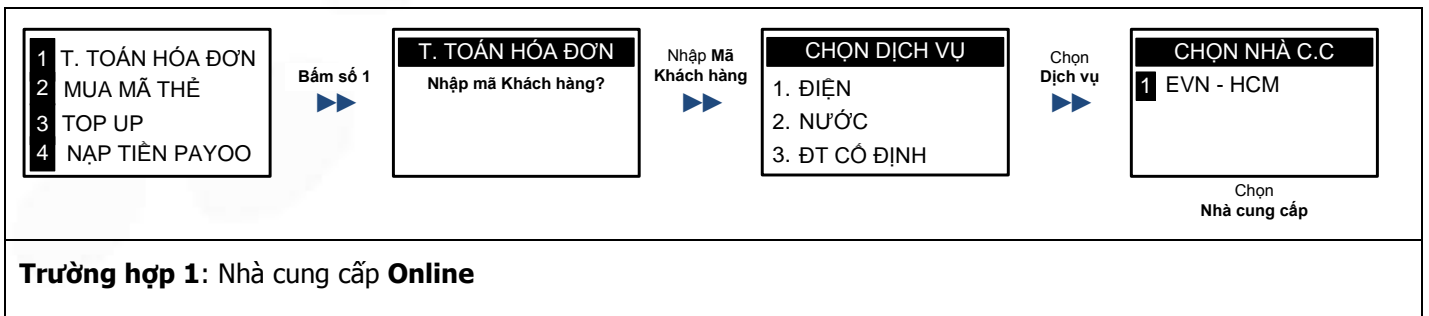 1 T. TOÁN HÓA ĐƠN
2 MUA MÃ THẺ
3 TOP UP
4 NẠP TIỀN PAYOO
Bấm số 1
T. TOÁN HÓA ĐƠN
Nhập mã Khách hàng?
Nhập Mã
Khách hàng
CHỌN DỊCH VỤ
1. ĐIỆN
2. NƯỚC
3. ĐT CỐ ĐỊNH
Chọn
Dịch vụ
CHỌN NHÀ C.C
1 EVN - HCM
Chọn
Nhà cung cấp
Trường hợp 1: Nhà cung cấp Online